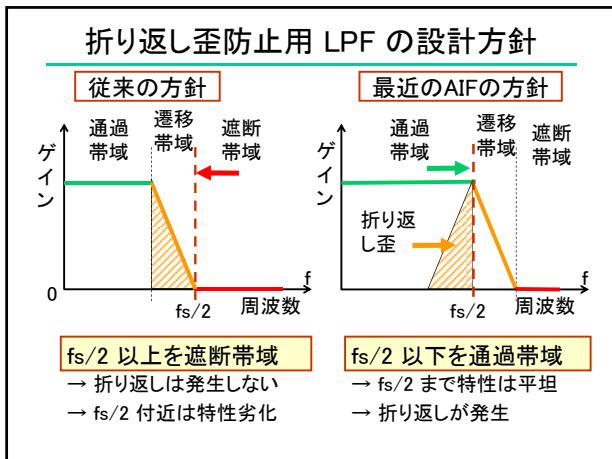 折り返し歪防止用 LPF の設計方針
従来の方針
通過
帯域
遷移
帯域
遮断
帯域
ゲイン
0
fs/2
周波数
f
fs/2 以上を遮断帯域
→ 折り返しは発生しない
→ fs/2 付近は特性劣化
最近のAIFの方針
通過
帯域
遷移
帯域
遮断
帯域
ゲイン
折り返
し歪
fs/2
周波数
f
fs/2 以下を通過帯域
→ fs/2 まで特性は平坦
→ 折り返しが発生